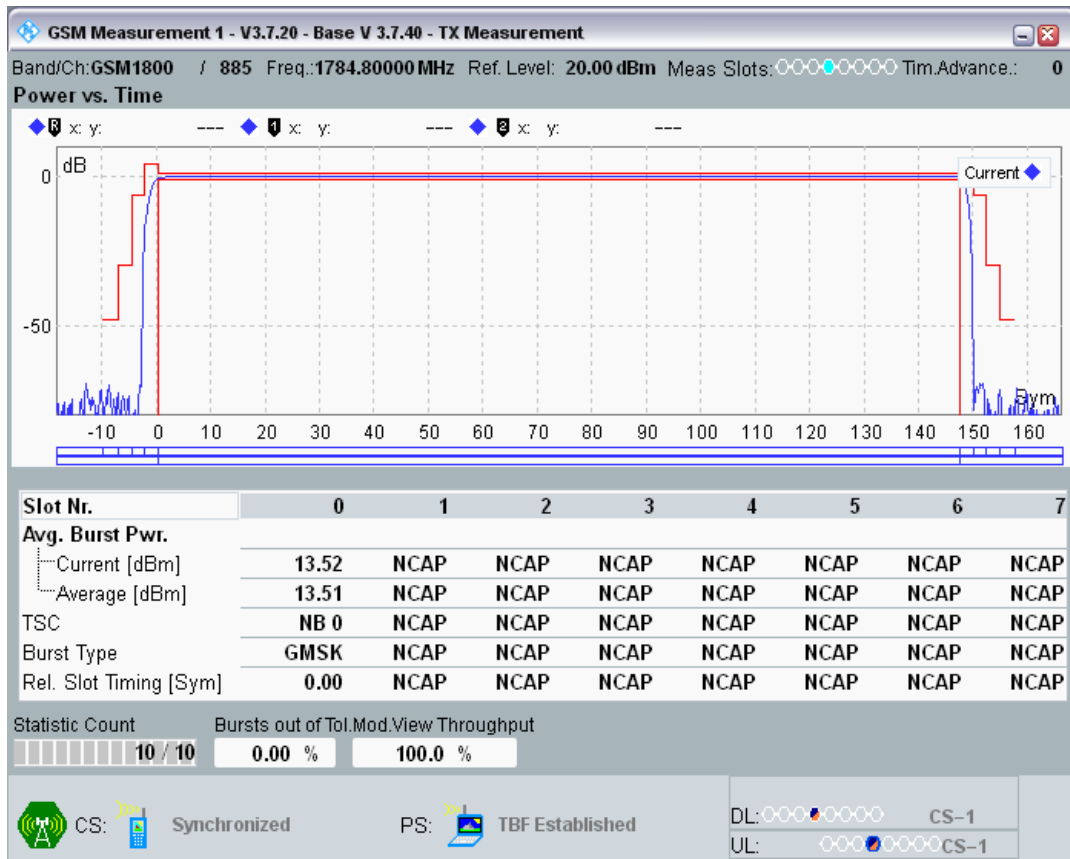 GSM Measurement 1 - V3.7.20 - Base V 3.7.40 - TX Measurement
Band/Ch:GSM1800 / 885 Freq.:1784.80000 MHz Ref. Level: 20.00 dBm Meas Slots: Tim.Advance.: 0
Power vs. Time
R x: y: --- 1 x: y: --- 2 x: y: ---
dB
Current
0
-50
Sym
-10 0 10 20 30 40 50 60 70 80 90 100 110 120 130 140 150 160
Slot Nr. 0 1 2 3 4 5 6 7
Avg. Burst Pwr.
Current [dBm] 13.52 NCAP NCAP NCAP NCAP NCAP NCAP NCAP
Average [dBm] 13.51 NCAP NCAP NCAP NCAP NCAP NCAP NCAP
TSC NB 0 NCAP NCAP NCAP NCAP NCAP NCAP NCAP
Burst Type GMSK NCAP NCAP NCAP NCAP NCAP NCAP NCAP
Rel. Slot Timing [Sym] 0.00 NCAP NCAP NCAP NCAP NCAP NCAP NCAP
Statistic Count Bursts out of Tol.Mod.View Throughput
10 / 10 0.00 % 100.0 %
CS: Synchronized PS: TBF Established DL: CS-1
UL: CS-1